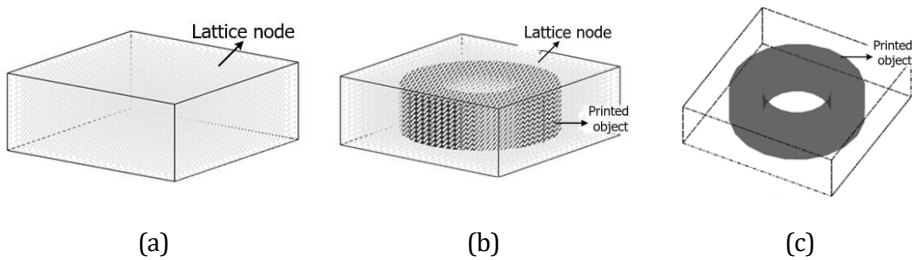 Lattice node
Lattice node
Printed
object
Printed
object
(a)
(b)
(c)